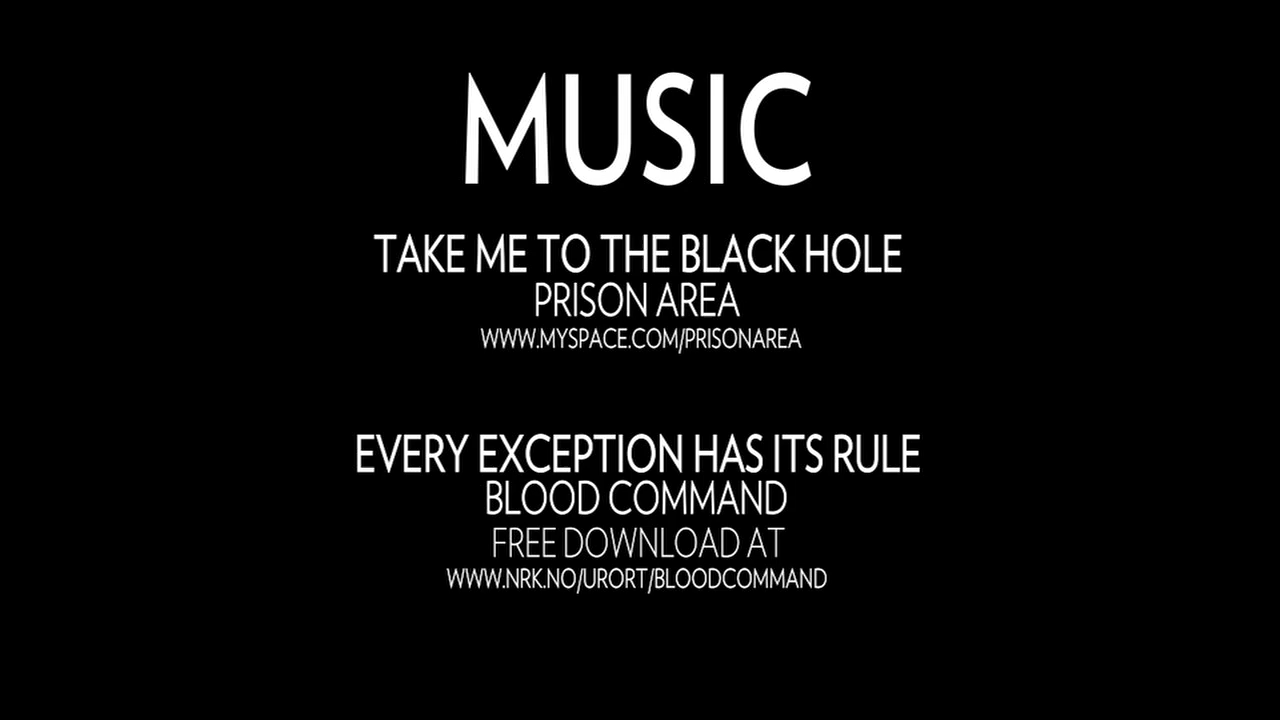 MUSIC
TAKE ME TO THE BLACK HOLE
PRISON AREA
WWW.MYSPACE.COM/PRISONAREA
EVERY EXCEPTION HAS ITS RULE
BLOOD COMMAND
FREE DOWNLOAD AT
WWW.NRK.NO/URORT/BLOODCOMMAND